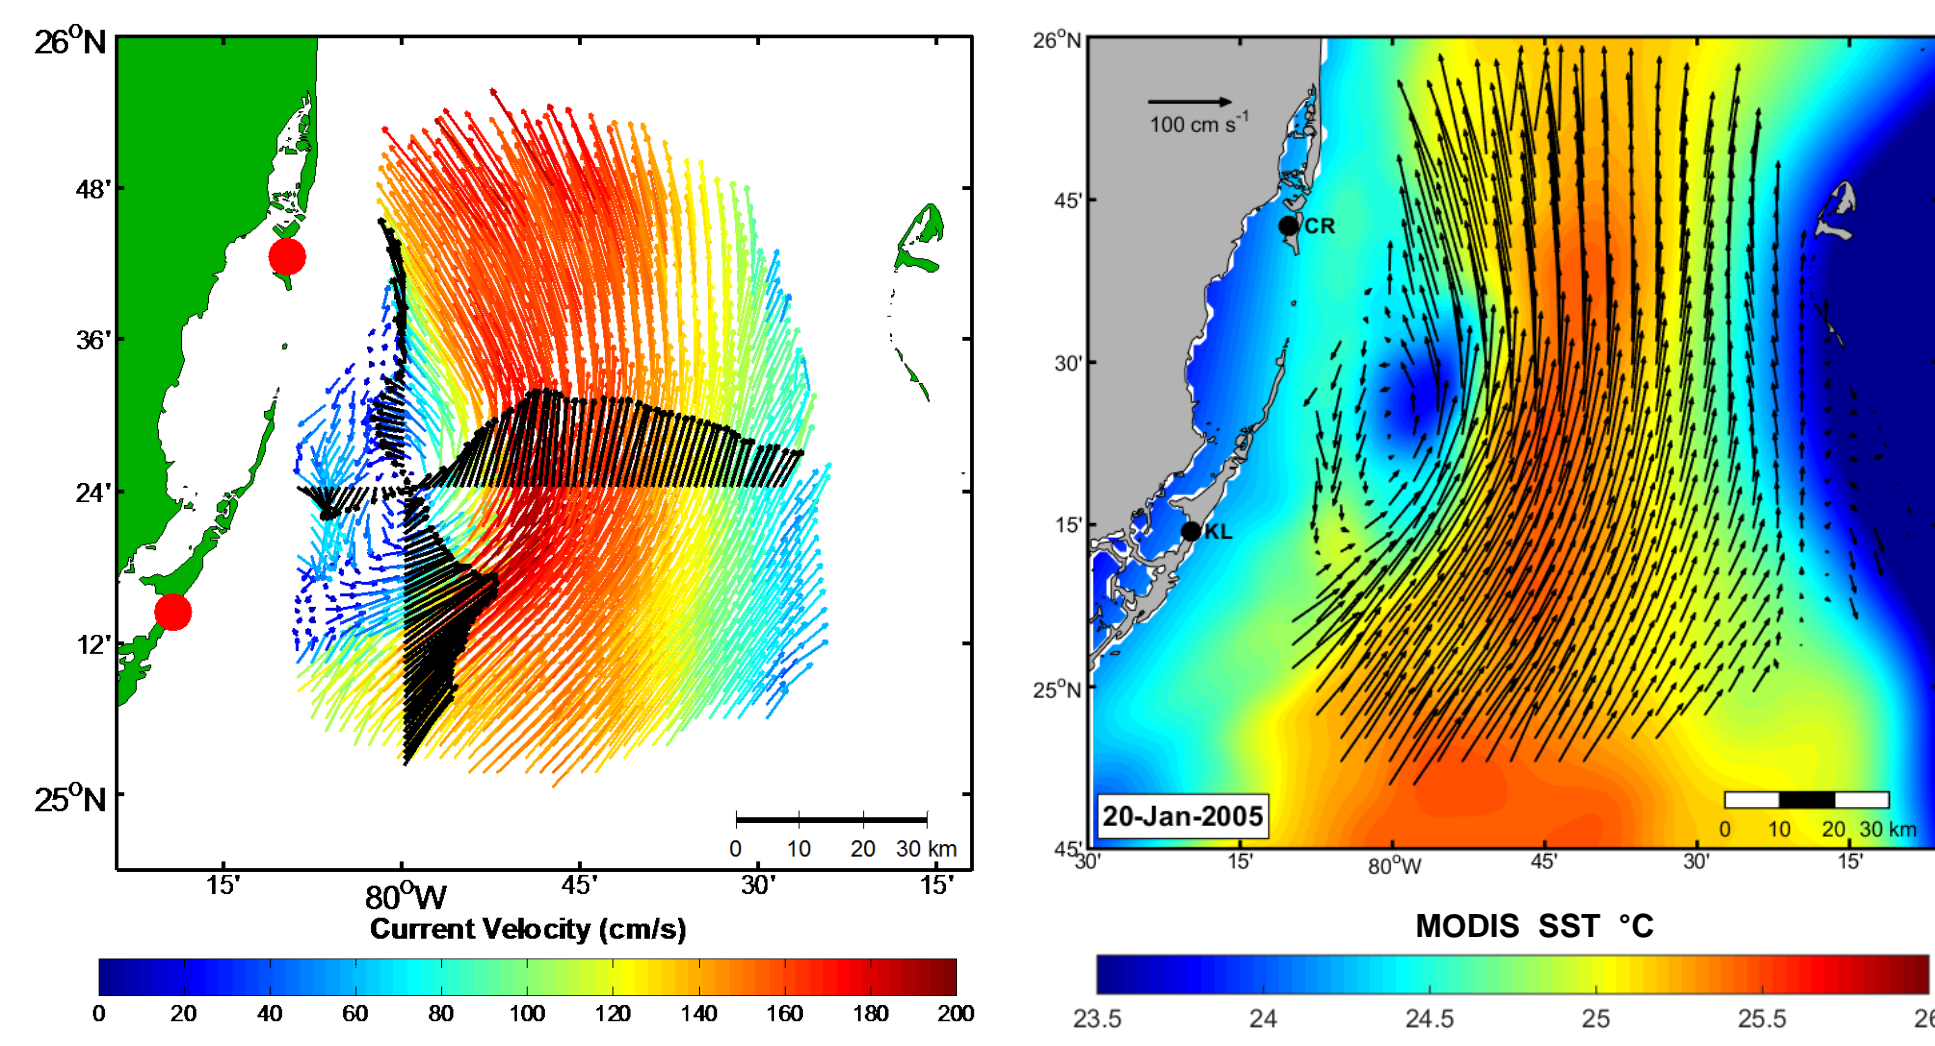 26°N
48'
36'
24'
12'
25°N
15'
80°W
45'
30'
15'
0 10 20 30 km
Current Velocity (cm/s)
0 20 40 60 80 100 120 140 160 180 200
26°N
45'
30'
15'
25°N
45'
100 cm s-1
CR
KL
20-Jan-2005
0 10 20 30 km
30' 15' 80°W 45' 30' 15'
MODIS SST °C
23.5 24 24.5 25 25.5